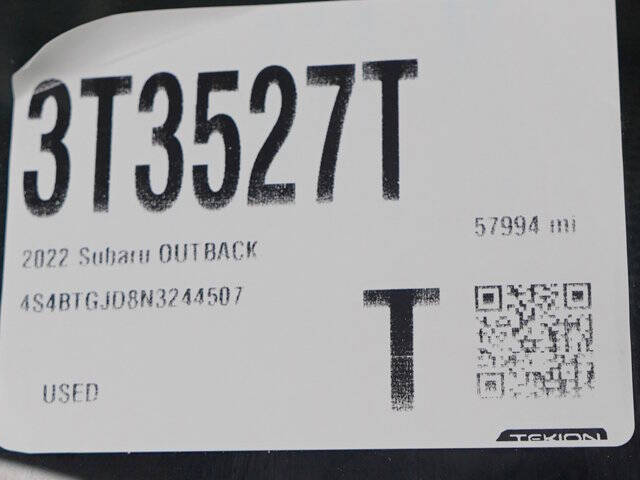 3T3527T
57994 mi
2022 Subaru OUTBACK
4S4BTGJD8N3244507
T
USED
TEKION